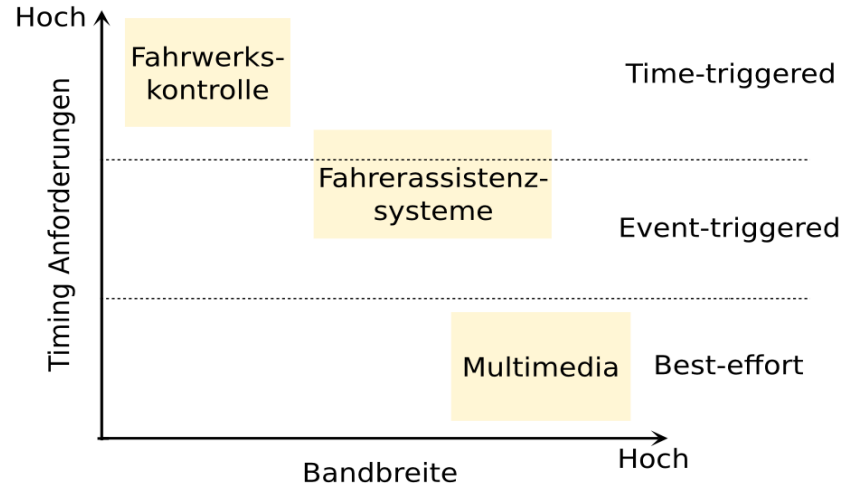 Hoch
Fahrwerks-
kontrolle
Time-triggered
Timing Anforderungen
Fahrerassistenz-
systeme
Event-triggered
Multimedia
Best-effort
Hoch
Bandbreite